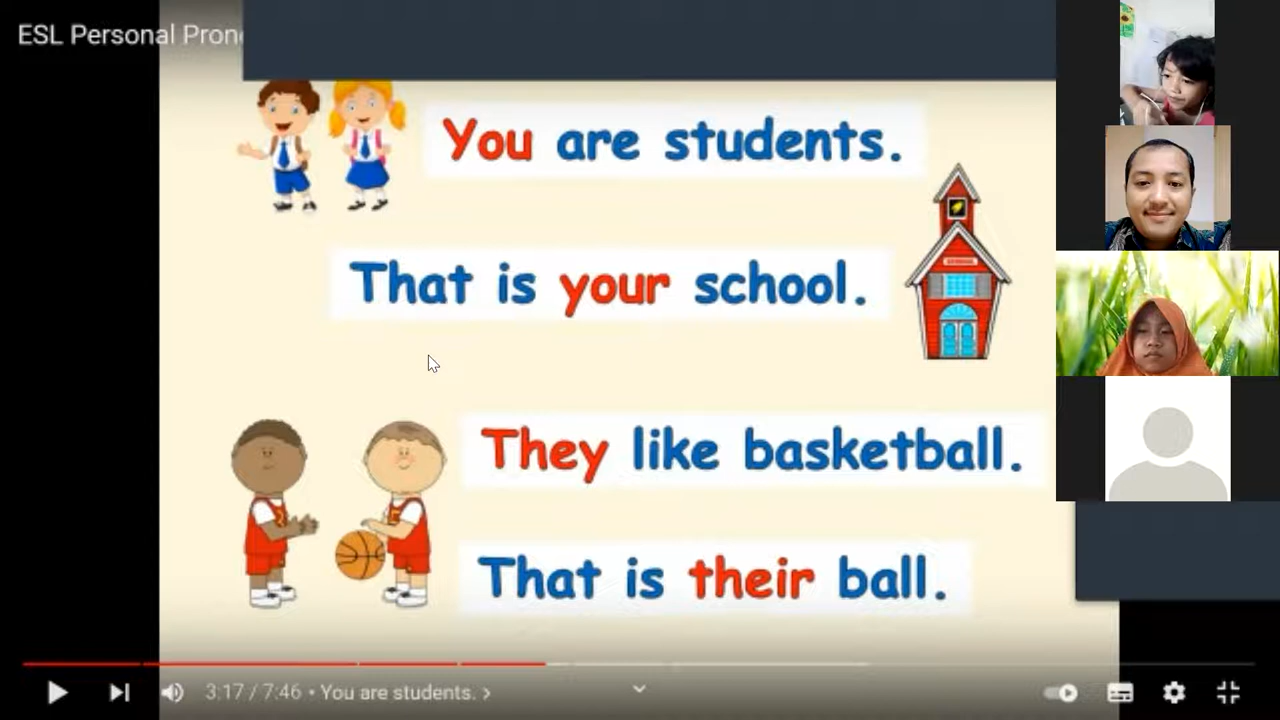 ESL Personal Pron
You are students.
That is your school.
They like basketball.
That is their ball.
3:17 / 7:46 • You are students. >